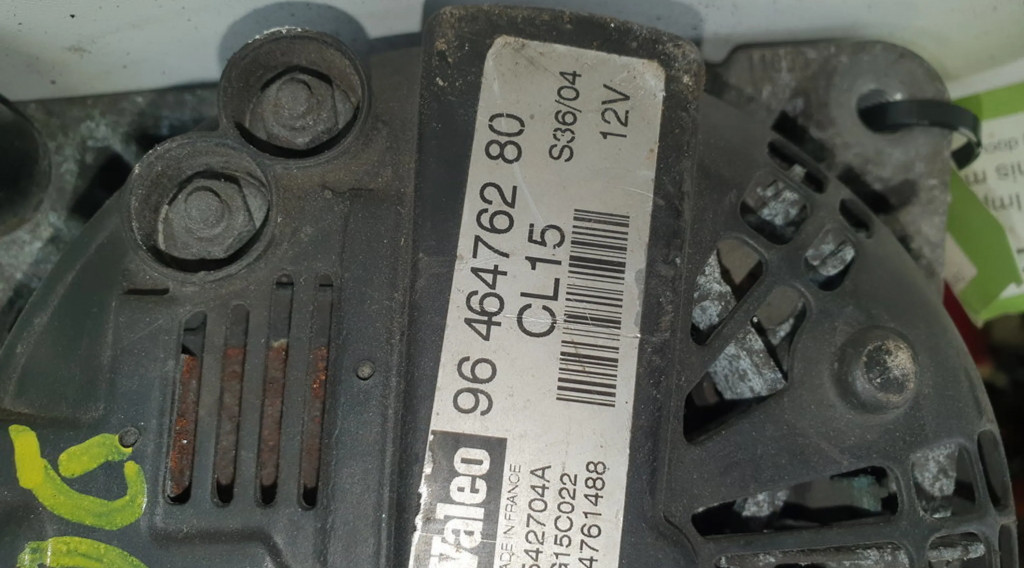 96 464762 80
CL15
S36/04
12V
Valeo
MADE IN FRANCE
542704A
G15C022
4761488